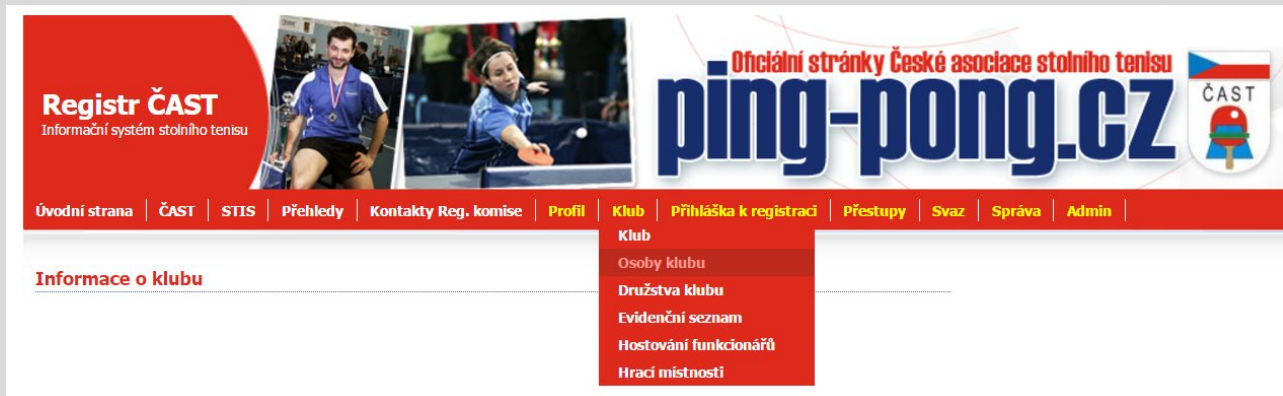 Oficiální stránky České asociace stolního tenisu
ping-pong.cz
ČAST
Registr ČAST
Informační systém stolního tenisu
Úvodní strana | ČAST | STIS | Přehledy | Kontakty Reg. komise | Profil | Klub | Přihláška k registraci | Přestupy | Svaz | Správa | Admin |
Klub
Osoby klubu
Družstva klubu
Evidenční seznam
Hostování funkcionářů
Hrací místnosti
Informace o klubu